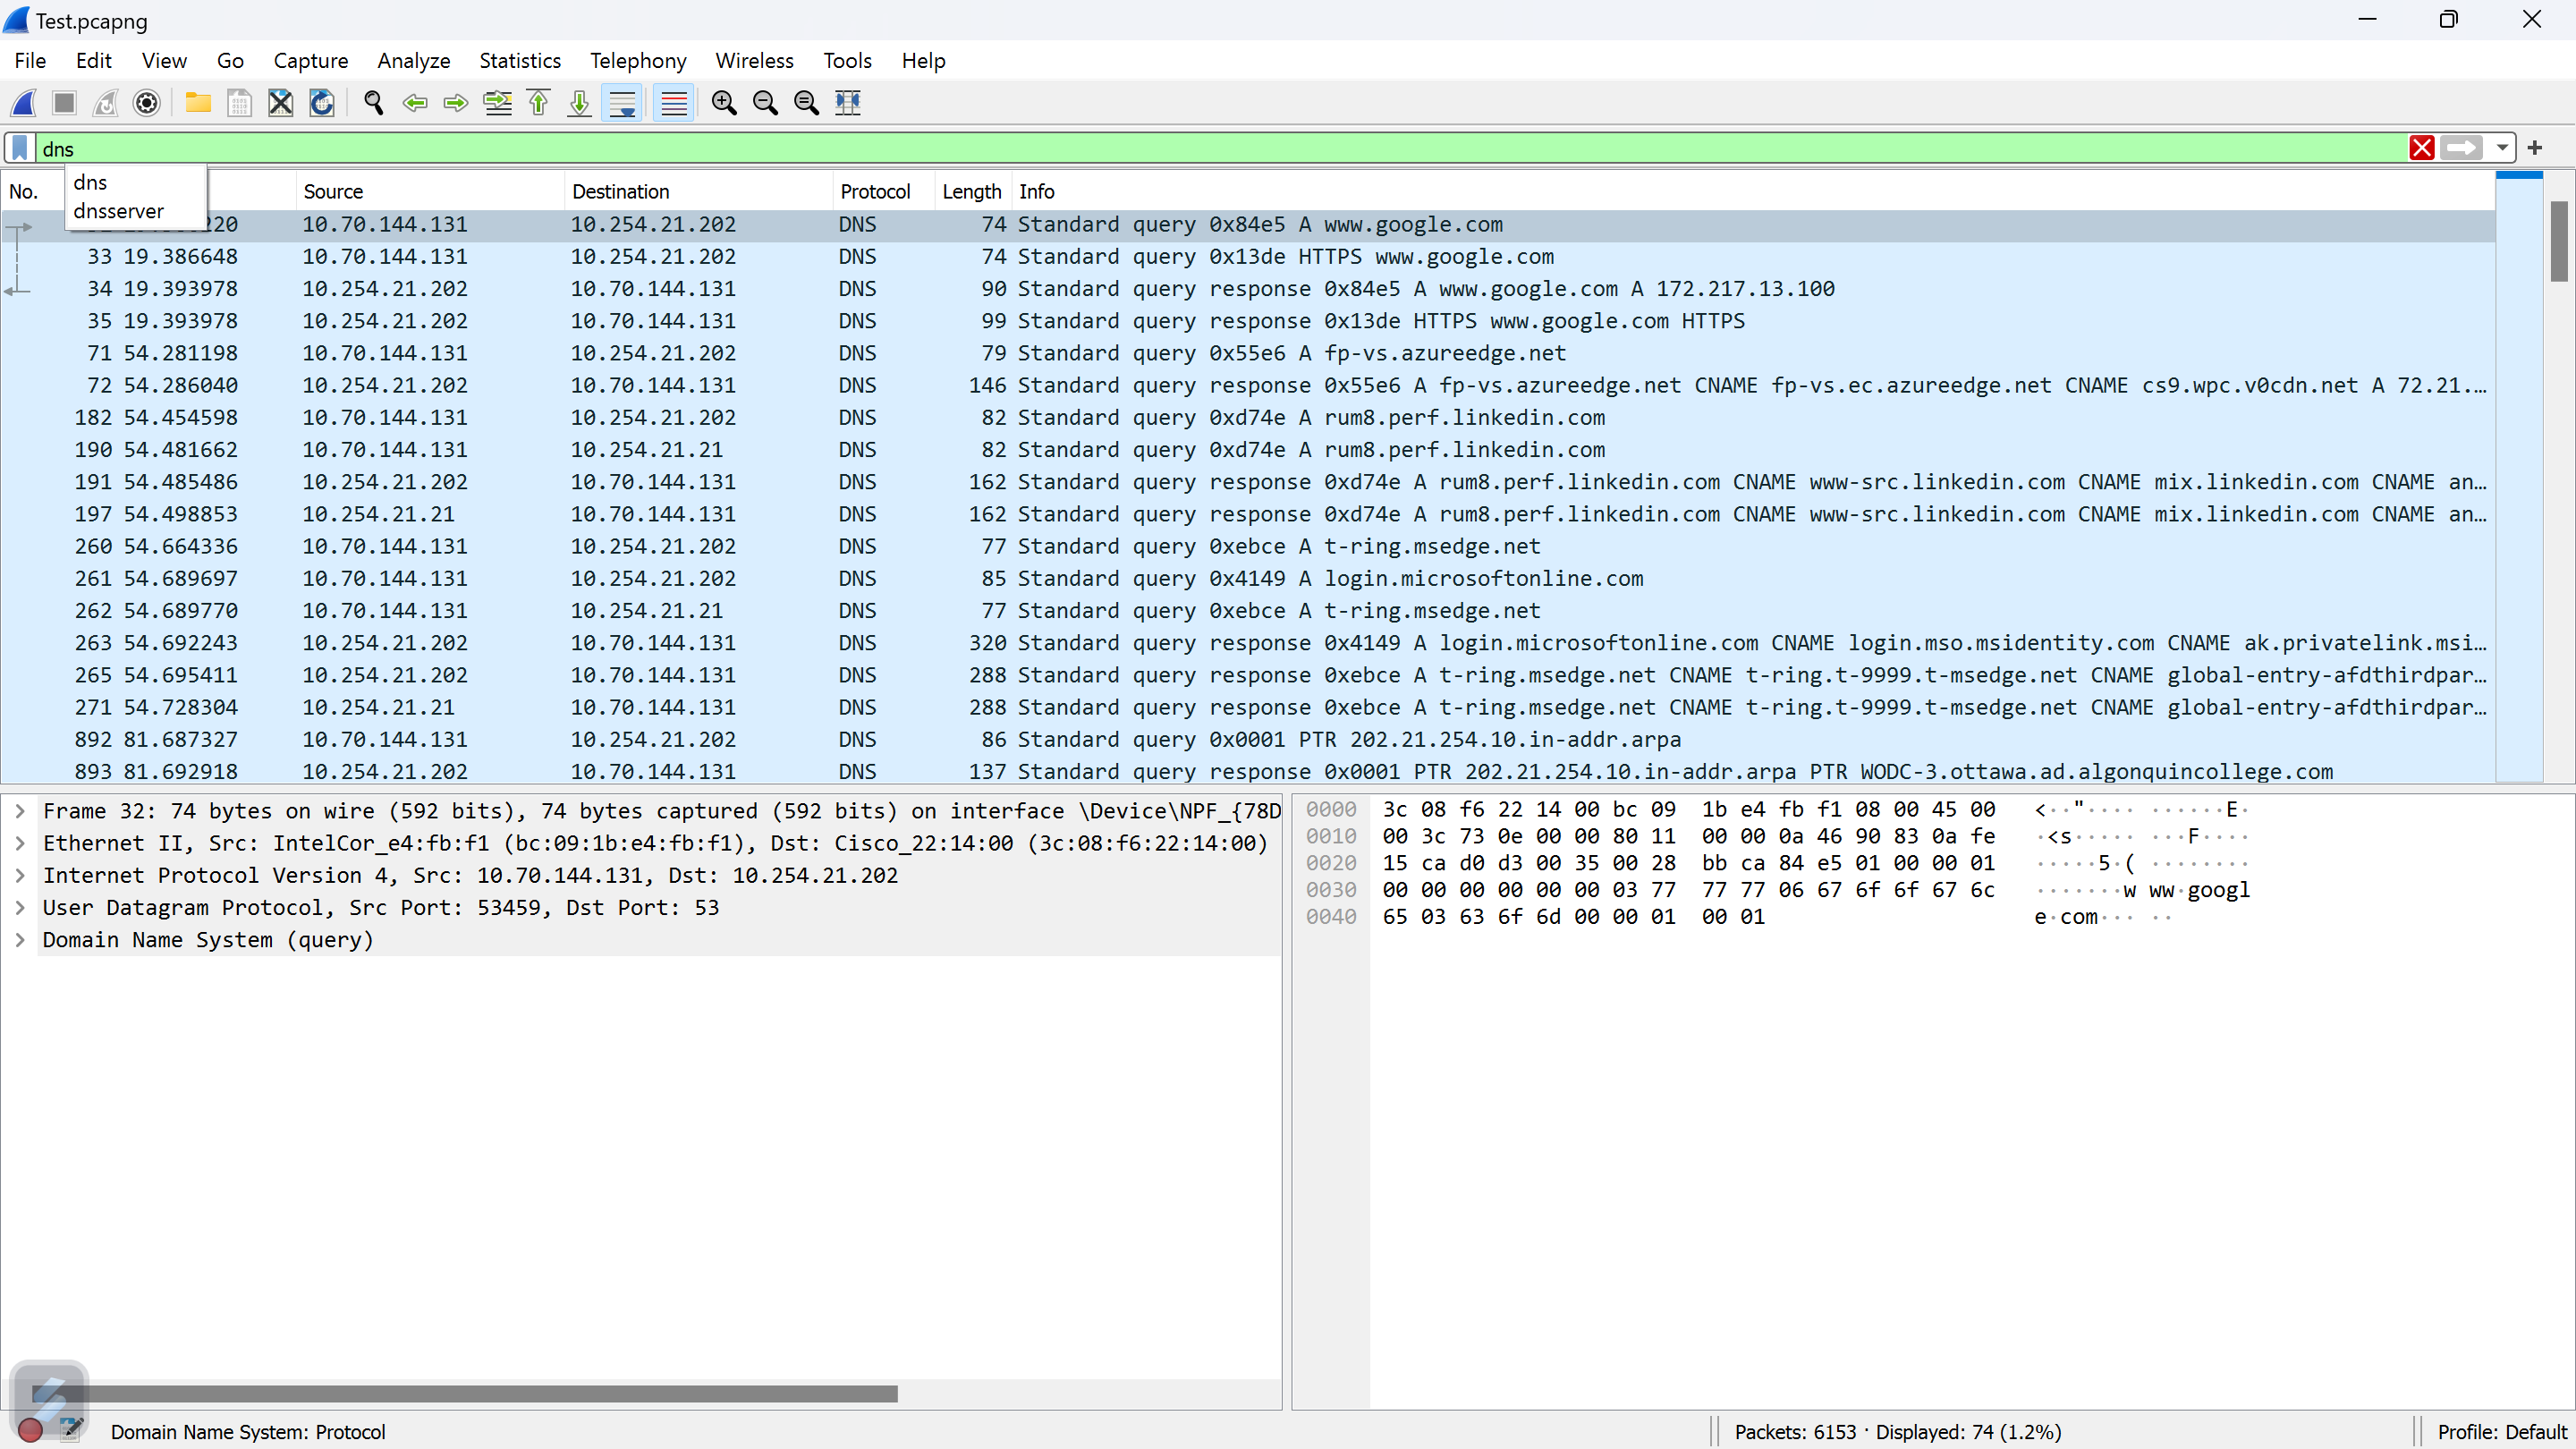 Test.pcapng
File Edit View Go Capture Analyze Statistics Telephony Wireless Tools Help
dns
dns
dnsserver
No. Source Destination Protocol Length Info
220 10.70.144.131 10.254.21.202 DNS 74 Standard query 0x84e5 A www.google.com
33 19.386648 10.70.144.131 10.254.21.202 DNS 74 Standard query 0x13de HTTPS www.google.com
34 19.393978 10.254.21.202 10.70.144.131 DNS 90 Standard query response 0x84e5 A www.google.com A 172.217.13.100
35 19.393978 10.254.21.202 10.70.144.131 DNS 99 Standard query response 0x13de HTTPS www.google.com HTTPS
71 54.281198 10.70.144.131 10.254.21.202 DNS 79 Standard query 0x55e6 A fp-vs.azureedge.net
72 54.286040 10.254.21.202 10.70.144.131 DNS 146 Standard query response 0x55e6 A fp-vs.azureedge.net CNAME fp-vs.ec.azureedge.net CNAME cs9.wpc.v0cdn.net A 72.21.…
182 54.454598 10.70.144.131 10.254.21.202 DNS 82 Standard query 0xd74e A rum8.perf.linkedin.com
190 54.481662 10.70.144.131 10.254.21.21 DNS 82 Standard query 0xd74e A rum8.perf.linkedin.com
191 54.485486 10.254.21.202 10.70.144.131 DNS 162 Standard query response 0xd74e A rum8.perf.linkedin.com CNAME www-src.linkedin.com CNAME mix.linkedin.com CNAME an…
197 54.498853 10.254.21.21 10.70.144.131 DNS 162 Standard query response 0xd74e A rum8.perf.linkedin.com CNAME www-src.linkedin.com CNAME mix.linkedin.com CNAME an…
260 54.664336 10.70.144.131 10.254.21.202 DNS 77 Standard query 0xebce A t-ring.msedge.net
261 54.689697 10.70.144.131 10.254.21.202 DNS 85 Standard query 0x4149 A login.microsoftonline.com
262 54.689770 10.70.144.131 10.254.21.21 DNS 77 Standard query 0xebce A t-ring.msedge.net
263 54.692243 10.254.21.202 10.70.144.131 DNS 320 Standard query response 0x4149 A login.microsoftonline.com CNAME login.mso.msidentity.com CNAME ak.privatelink.msi…
265 54.695411 10.254.21.202 10.70.144.131 DNS 288 Standard query response 0xebce A t-ring.msedge.net CNAME t-ring.t-9999.t-msedge.net CNAME global-entry-afdthirdpar…
271 54.728304 10.254.21.21 10.70.144.131 DNS 288 Standard query response 0xebce A t-ring.msedge.net CNAME t-ring.t-9999.t-msedge.net CNAME global-entry-afdthirdpar…
892 81.687327 10.70.144.131 10.254.21.202 DNS 86 Standard query 0x0001 PTR 202.21.254.10.in-addr.arpa
893 81.692918 10.254.21.202 10.70.144.131 DNS 137 Standard query response 0x0001 PTR 202.21.254.10.in-addr.arpa PTR WODC-3.ottawa.ad.algonquincollege.com
Frame 32: 74 bytes on wire (592 bits), 74 bytes captured (592 bits) on interface \Device\NPF_{78D
Ethernet II, Src: IntelCor_e4:fb:f1 (bc:09:1b:e4:fb:f1), Dst: Cisco_22:14:00 (3c:08:f6:22:14:00)
Internet Protocol Version 4, Src: 10.70.144.131, Dst: 10.254.21.202
User Datagram Protocol, Src Port: 53459, Dst Port: 53
Domain Name System (query)
0000 3c 08 f6 22 14 00 bc 09 1b e4 fb f1 08 00 45 00 <··"···· ······E·
0010 00 3c 73 0e 00 00 80 11 00 00 0a 46 90 83 0a fe ·<s····· ···F····
0020 15 ca d0 d3 00 35 00 28 bb ca 84 e5 01 00 00 01 ·····5·( ········
0030 00 00 00 00 00 00 03 77 77 77 06 67 6f 6f 67 6c ·······w ww·googl
0040 65 03 63 6f 6d 00 00 01 00 01 e·com··· ··
Domain Name System: Protocol
Packets: 6153 · Displayed: 74 (1.2%)
Profile: Default